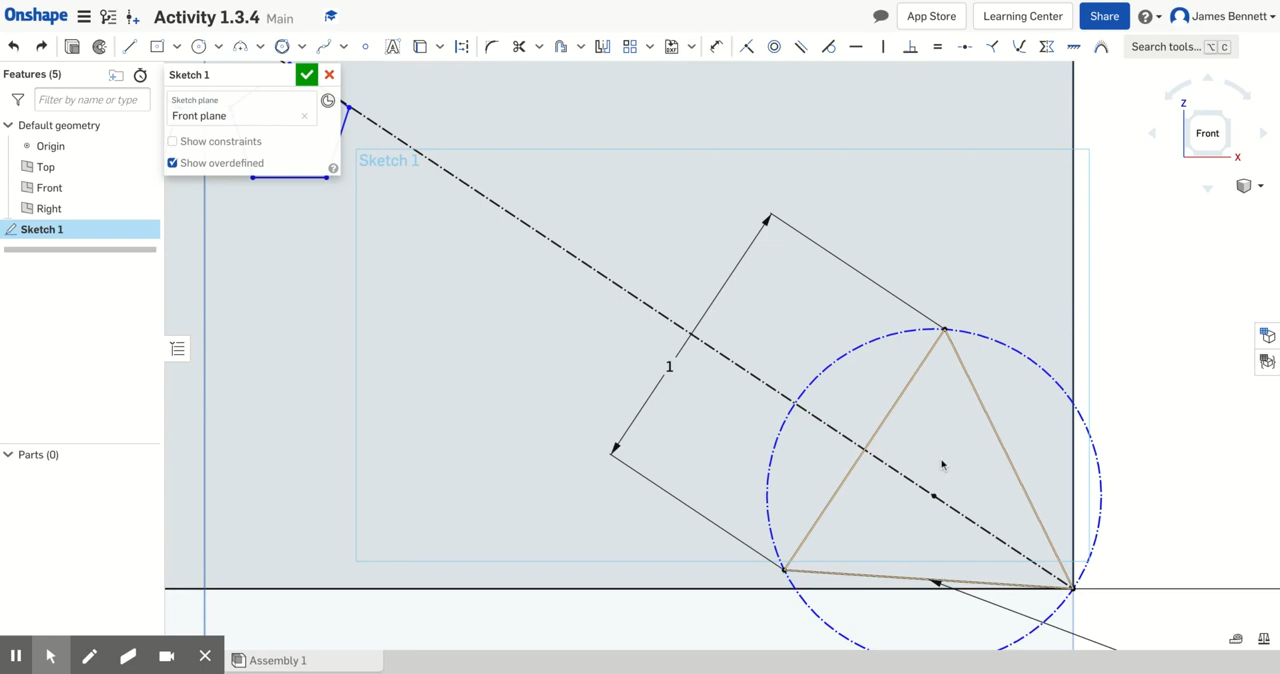 Onshape
Activity 1.3.4 Main
App Store
Learning Center
Share
James Bennett
Search tools... ⌥ C
Features (5)
Filter by name or type
Default geometry
Origin
Top
Front
Right
Sketch 1
Parts (0)
Sketch 1
Sketch plane
Front plane
Show constraints
Show overdefined
Sketch 1
1
Z
Front
X
Assembly 1